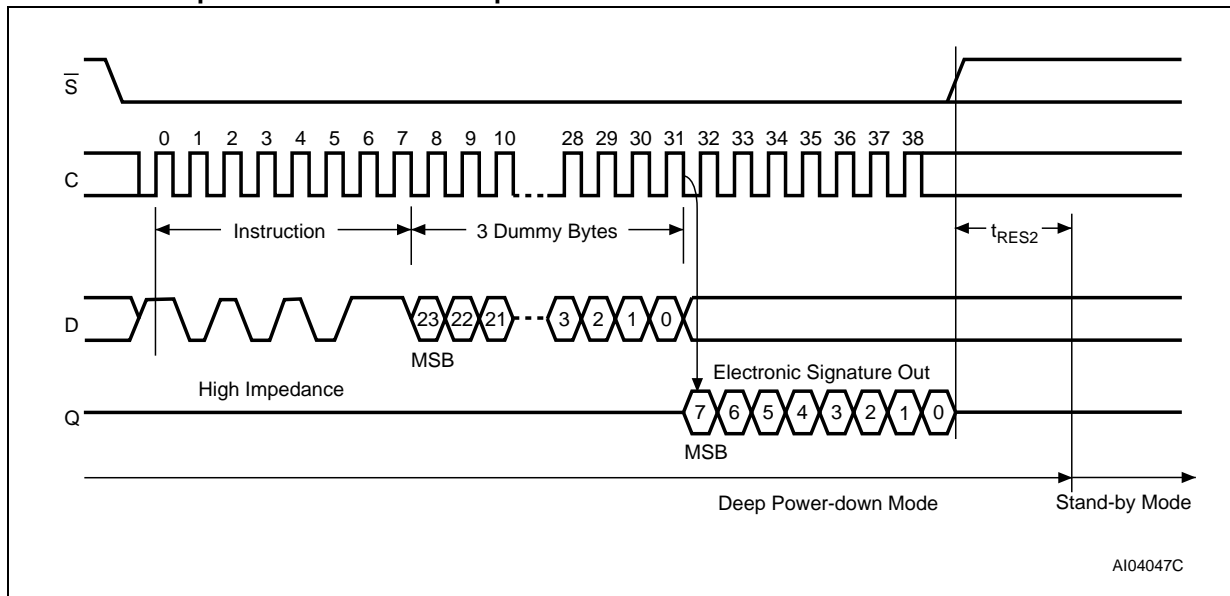 S
0 1 2 3 4 5 6 7 8 9 10 28 29 30 31 32 33 34 35 36 37 38
C
Instruction 3 Dummy Bytes tRES2
D 23 22 21 3 2 1 0
MSB
High Impedance Electronic Signature Out
Q 7 6 5 4 3 2 1 0
MSB
Deep Power-down Mode Stand-by Mode
AI04047C